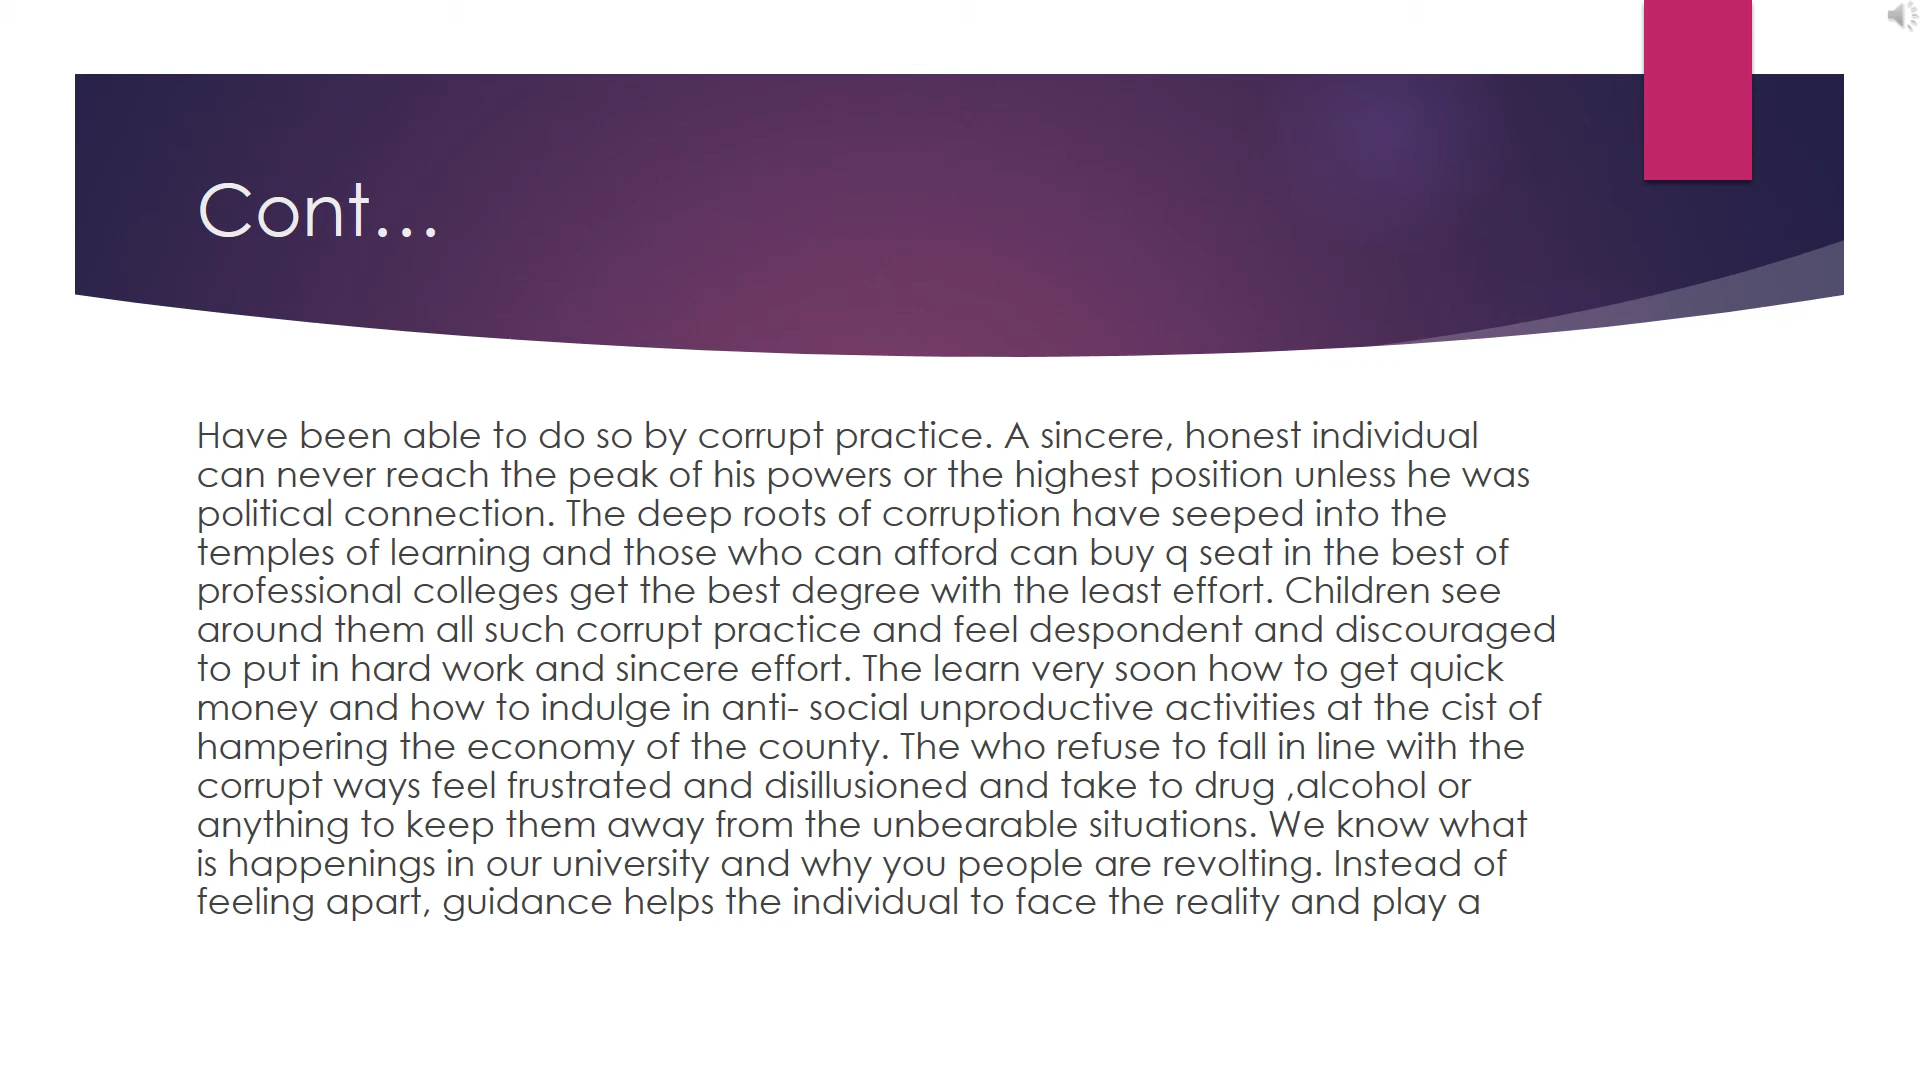 Cont...
Have been able to do so by corrupt practice. A sincere, honest individual
can never reach the peak of his powers or the highest position unless he was
political connection. The deep roots of corruption have seeped into the
temples of learning and those who can afford can buy q seat in the best of
professional colleges get the best degree with the least effort. Children see
around them all such corrupt practice and feel despondent and discouraged
to put in hard work and sincere effort. The learn very soon how to get quick
money and how to indulge in anti- social unproductive activities at the cist of
hampering the economy of the county. The who refuse to fall in line with the
corrupt ways feel frustrated and disillusioned and take to drug ,alcohol or
anything to keep them away from the unbearable situations. We know what
is happenings in our university and why you people are revolting. Instead of
feeling apart, guidance helps the individual to face the reality and play a